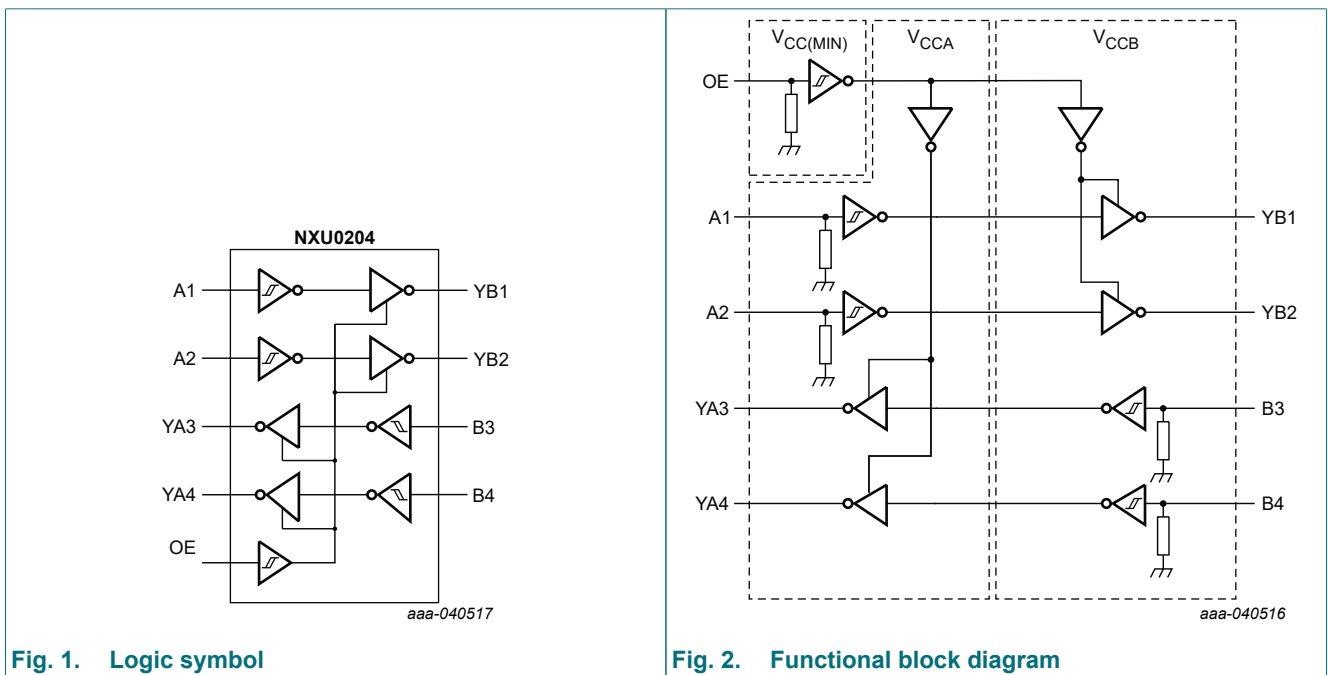 NXU0204
A1
YB1
A2
YB2
YA3
B3
YA4
B4
OE
aaa-040517
Fig. 1. Logic symbol
VCC(MIN)
VCCA
VCCB
OE
A1
YB1
A2
YB2
YA3
B3
YA4
B4
aaa-040516
Fig. 2. Functional block diagram